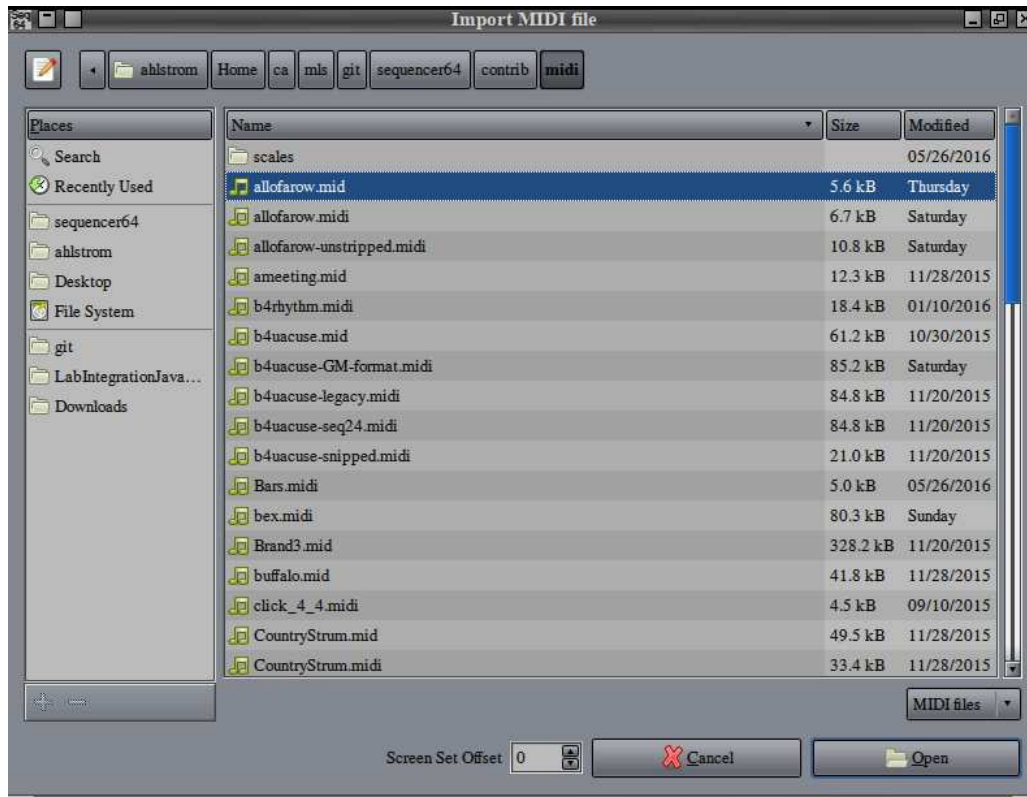 Seq 64 Import MIDI file
ahlstrom Home ca mls git sequencer64 contrib midi
Places
Search
Recently Used
sequencer64
ahlstrom
Desktop
File System
git
LabIntegrationJava...
Downloads
Name Size Modified
scales 05/26/2016
allofarow.mid 5.6 kB Thursday
allofarow.midi 6.7 kB Saturday
allofarow-unstripped.midi 10.8 kB Saturday
ameeting.mid 12.3 kB 11/28/2015
b4rhythm.midi 18.4 kB 01/10/2016
b4uacuse.mid 61.2 kB 10/30/2015
b4uacuse-GM-format.midi 85.2 kB Saturday
b4uacuse-legacy.midi 84.8 kB 11/20/2015
b4uacuse-seq24.midi 84.8 kB 11/20/2015
b4uacuse-snipped.midi 21.0 kB 11/20/2015
Bars.midi 5.0 kB 05/26/2016
bex.midi 80.3 kB Sunday
Brand3.mid 328.2 kB 11/20/2015
buffalo.mid 41.8 kB 11/28/2015
click_4_4.midi 4.5 kB 09/10/2015
CountryStrum.mid 49.5 kB 11/28/2015
CountryStrum.midi 33.4 kB 11/28/2015
MIDI files
Screen Set Offset 0 Cancel Open